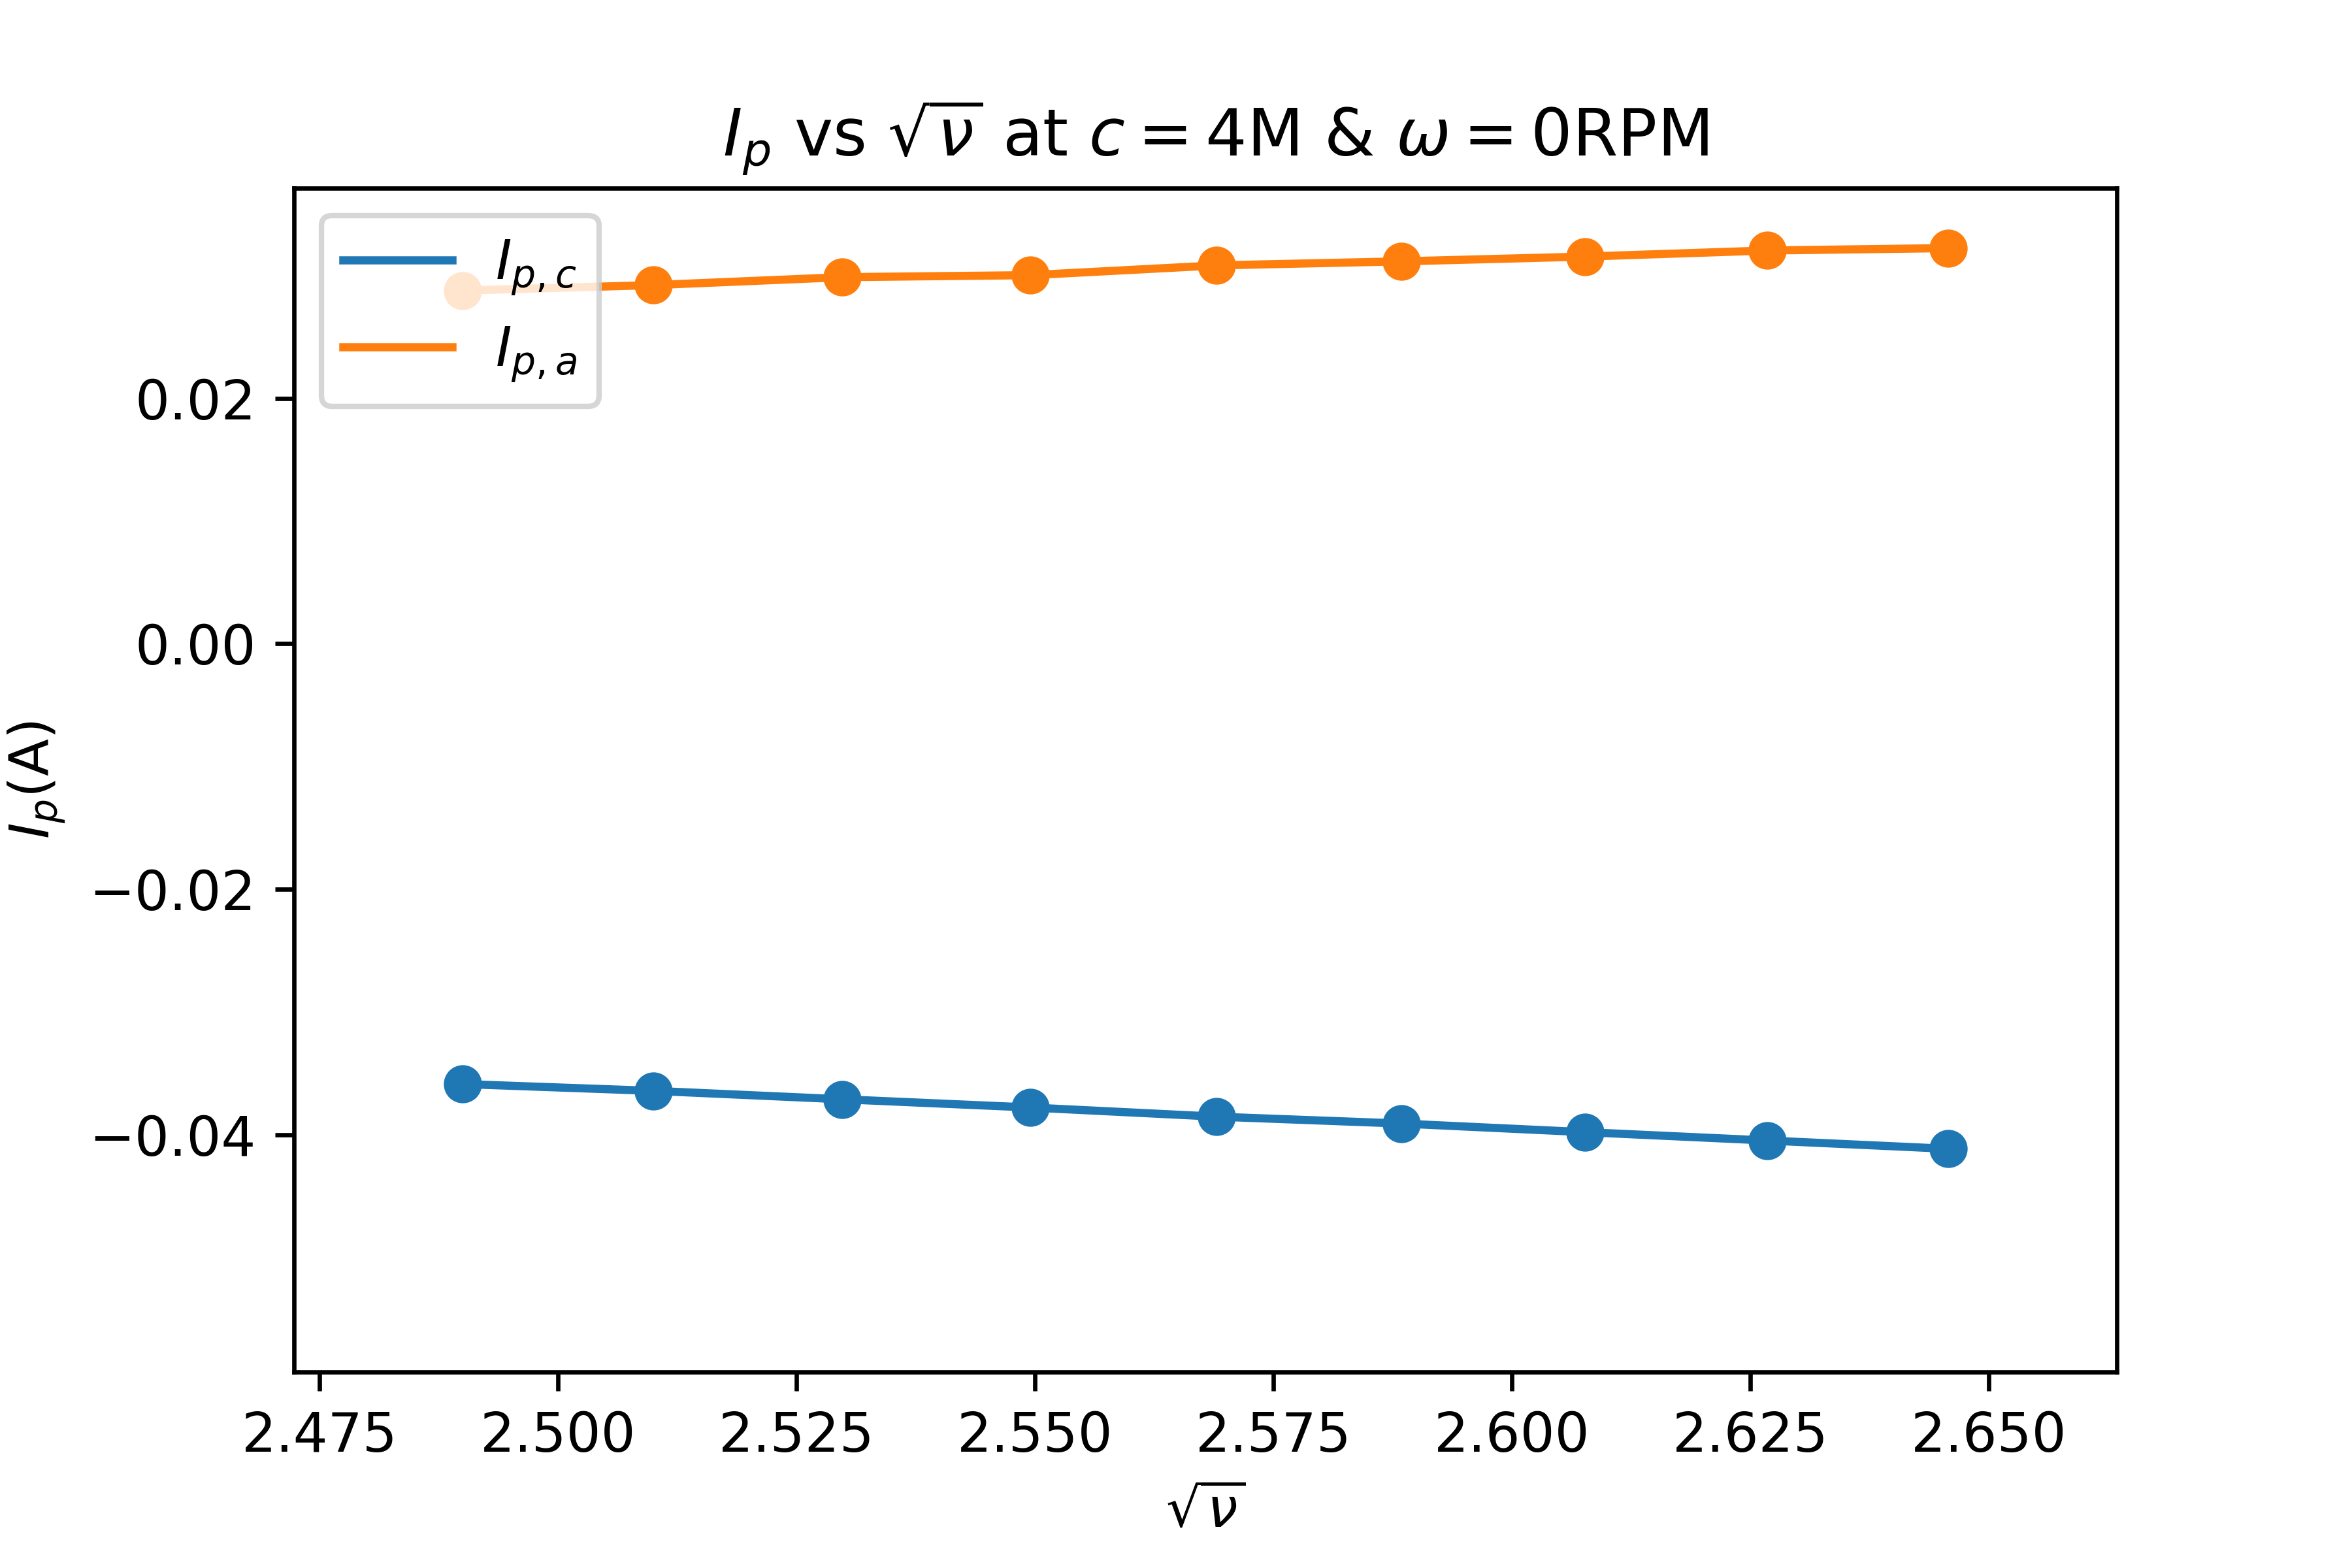 I_p vs √ν at c = 4M & ω = 0RPM
I_p,c
I_p,a
0.02
0.00
−0.02
−0.04
I_p(A)
2.475 2.500 2.525 2.550 2.575 2.600 2.625 2.650
√ν